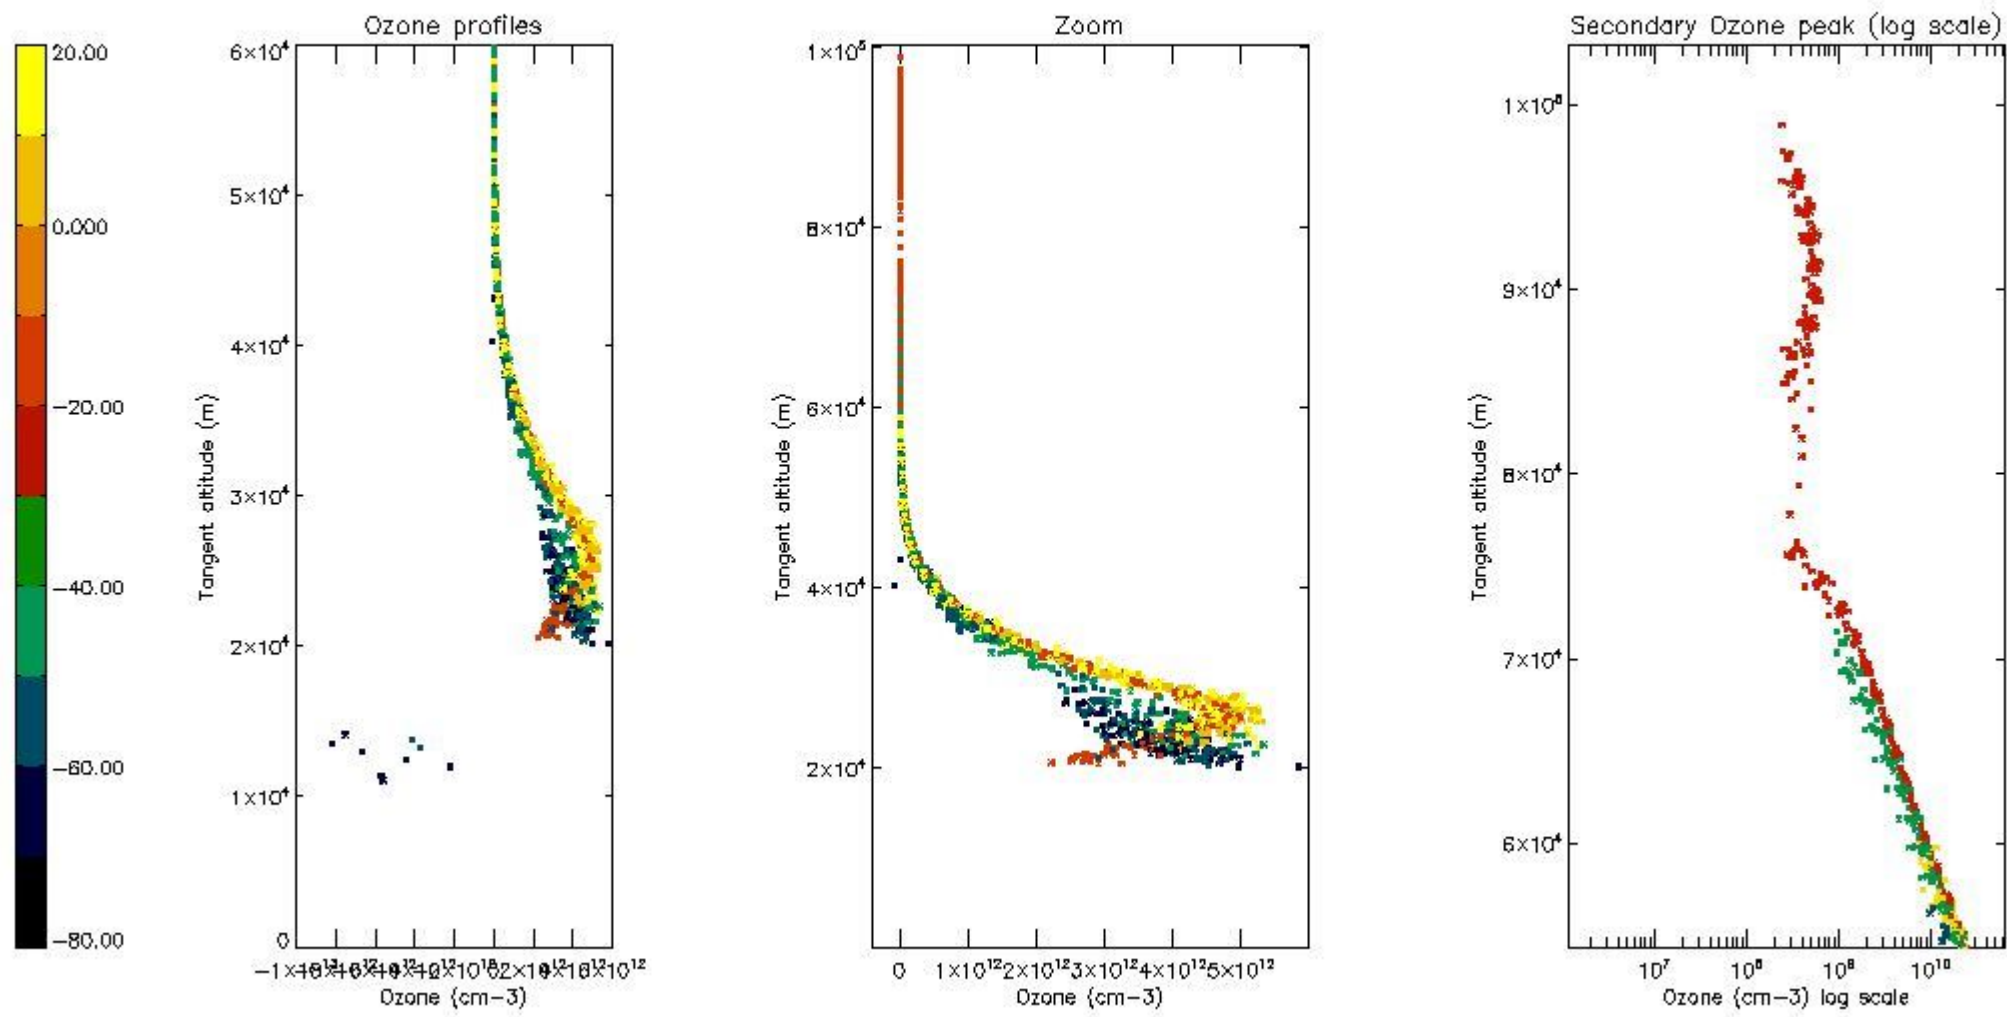 Ozone profiles
Zoom
Secondary Ozone peak (log scale)
20.00
0.000
−20.00
−40.00
−60.00
−80.00
6×10⁴
5×10⁴
4×10⁴
3×10⁴
2×10⁴
1×10⁴
0
Tangent altitude (m)
Ozone (cm−3)
1×10⁵
8×10⁴
6×10⁴
4×10⁴
2×10⁴
Tangent altitude (m)
0 1×10¹² 2×10¹² 3×10¹² 4×10¹² 5×10¹²
Ozone (cm−3)
9×10⁴
8×10⁴
7×10⁴
6×10⁴
Tangent altitude (m)
10⁷ 10⁸ 10⁹ 10¹⁰
Ozone (cm−3) log scale